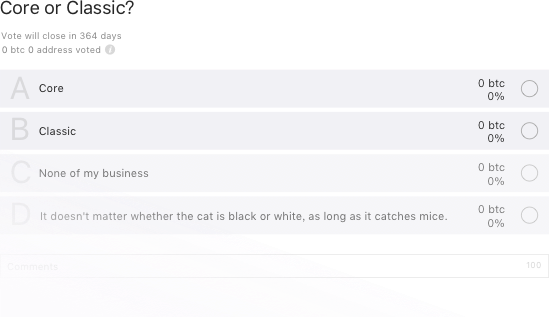 Core or Classic?
Vote will close in 364 days
0 btc 0 address voted i
A Core 0 btc
0%
B Classic 0 btc
0%
C None of my business 0 btc
0%
D It doesn't matter whether the cat is black or white, as long as it catches mice. 0 btc
0%
Comments 100